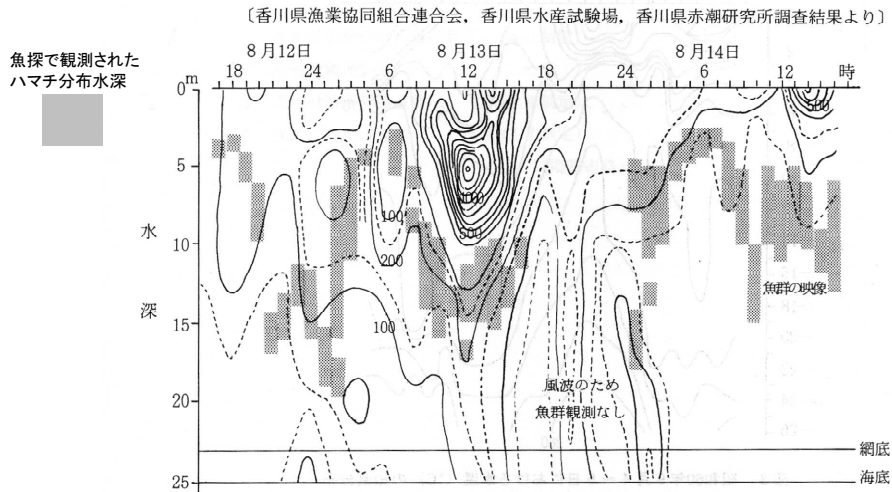 〔香川県漁業協同組合連合会，香川県水産試験場，香川県赤潮研究所調査結果より〕
魚探で観測された
ハマチ分布水深
8月12日
8月13日
8月14日
18 24 6 12 18 24 6 12 時
m
0
5
10
15
20
25
水深
500
1000
500
100
200
100
魚群の映像
風波のため
魚群観測なし
網底
海底